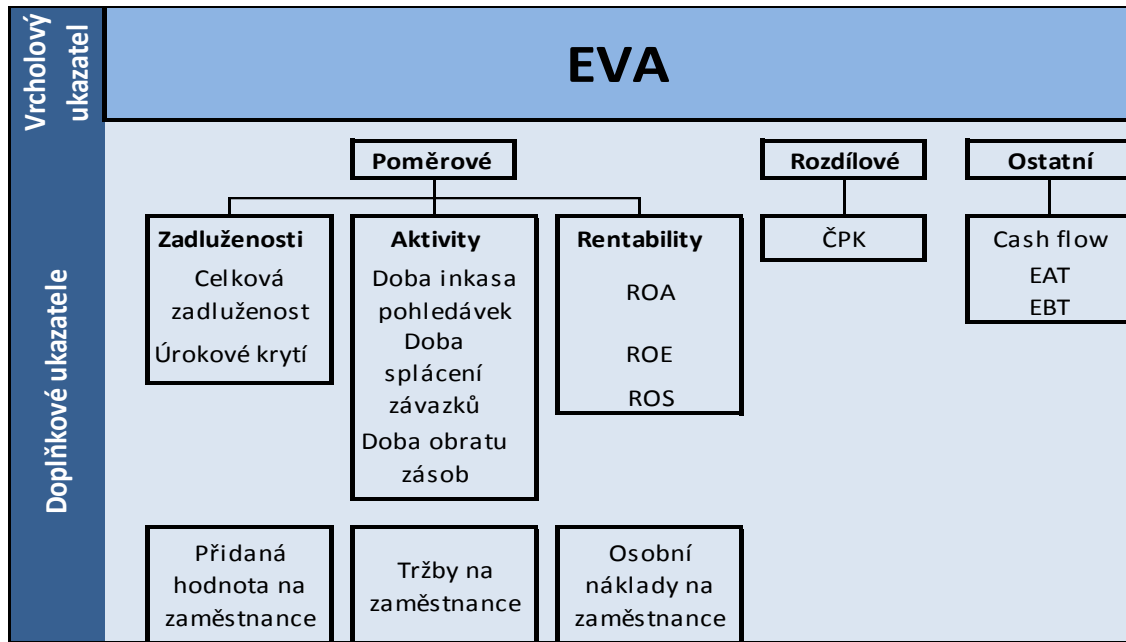 Vrcholový
ukazatel
EVA
Doplňkové ukazatele
Poměrové
Rozdílové
Ostatní
Zadluženosti
Celková
zadluženost
Úrokové krytí
Aktivity
Doba inkasa
pohledávek
Doba
splácení
závazků
Doba obratu
zásob
Rentability
ROA
ROE
ROS
ČPK
Cash flow
EAT
EBT
Přidaná
hodnota na
zaměstnance
Tržby na
zaměstnance
Osobní
náklady na
zaměstnance